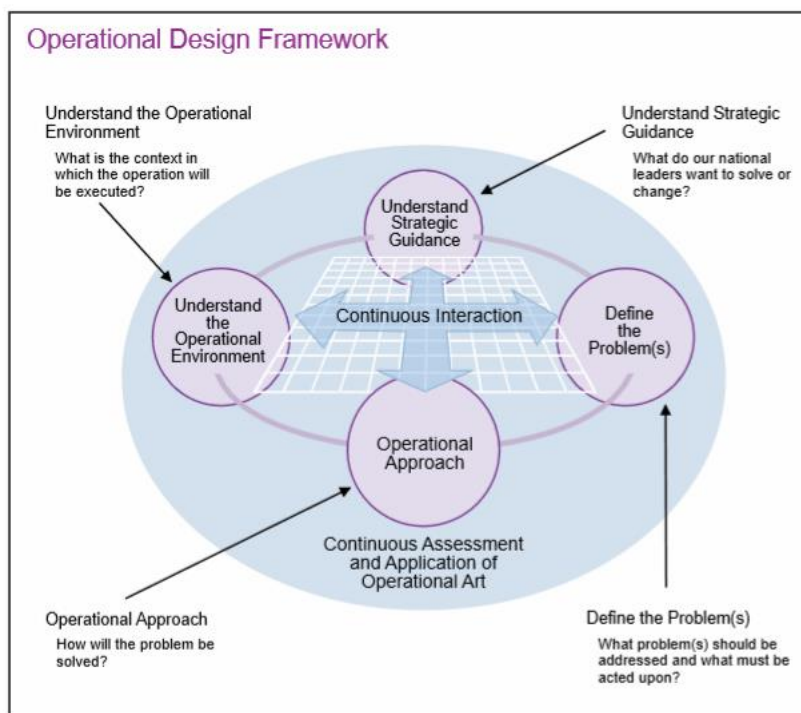 Operational Design Framework
Understand the Operational
Environment
What is the context in
which the operation will
be executed?
Understand Strategic
Guidance
What do our national
leaders want to solve or
change?
Understand
Strategic
Guidance
Understand
the
Operational
Environment
Continuous Interaction
Define
the
Problem(s)
Operational
Approach
Continuous Assessment
and Application of
Operational Art
Operational Approach
How will the problem be
solved?
Define the Problem(s)
What problem(s) should be
addressed and what must be
acted upon?